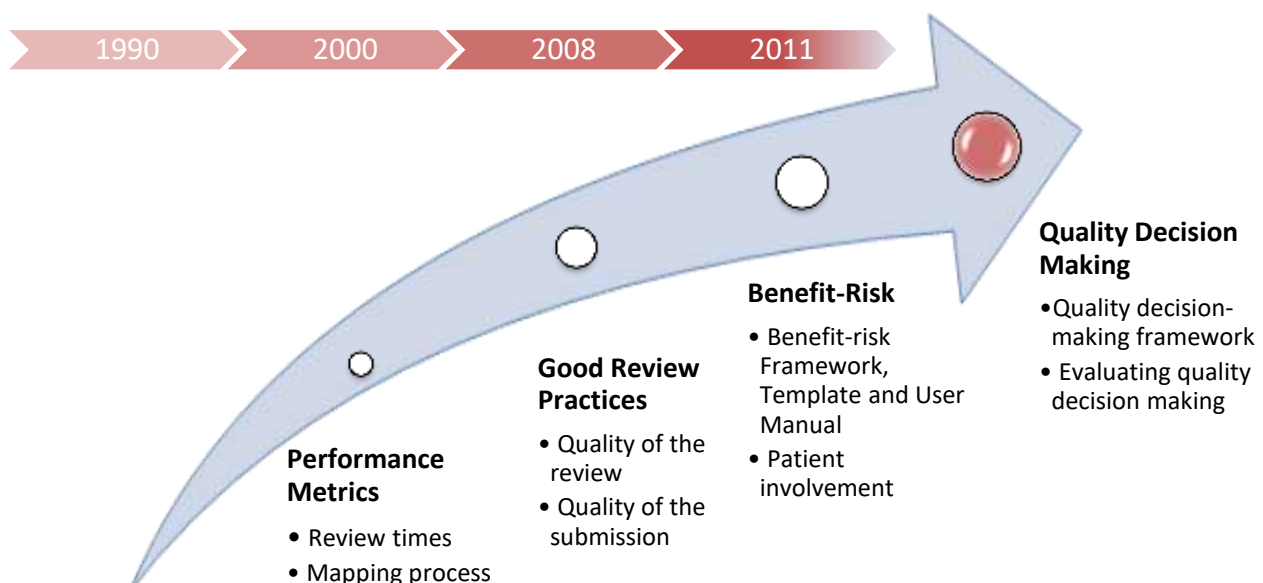 1990
2000
2008
2011
Performance
Metrics
• Review times
• Mapping process
Good Review
Practices
• Quality of the
review
• Quality of the
submission
Benefit-Risk
• Benefit-risk
Framework,
Template and User
Manual
• Patient
involvement
Quality Decision
Making
•Quality decision-
making framework
• Evaluating quality
decision making